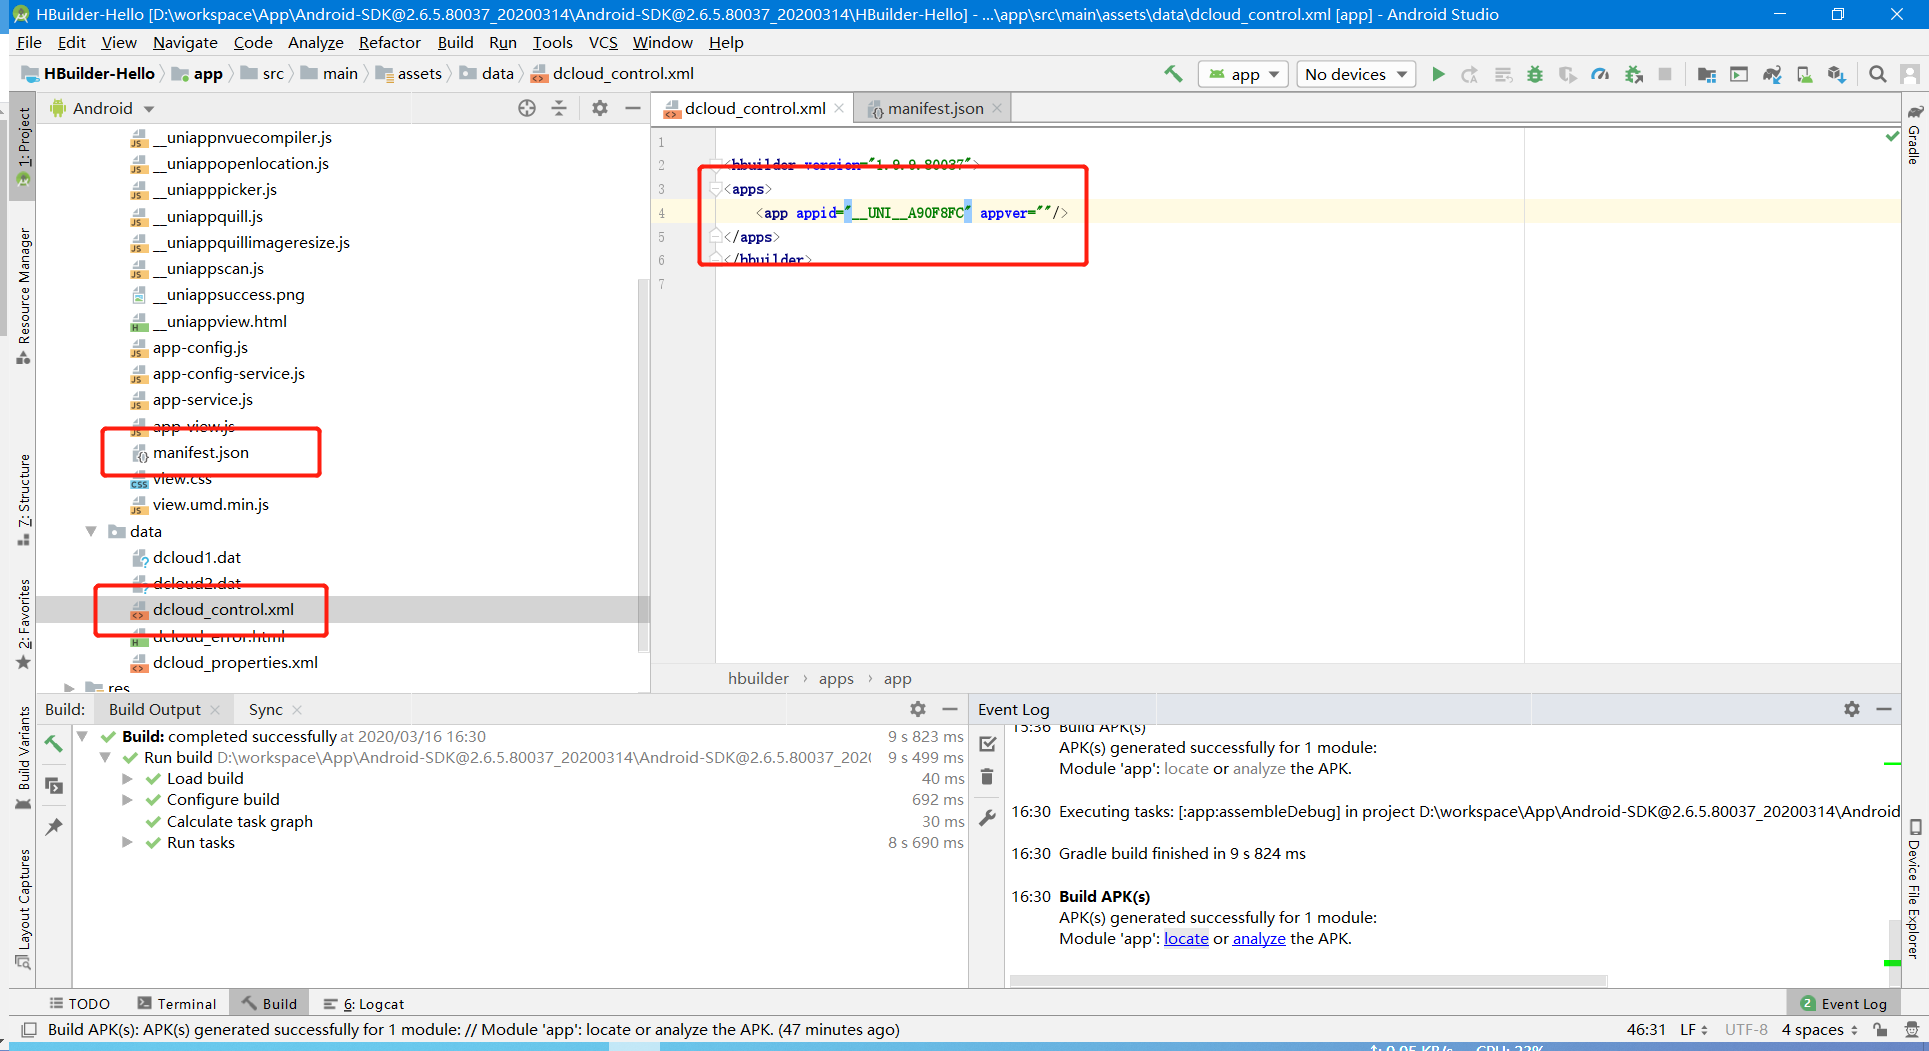 HBuilder-Hello [D:\workspace\App\Android-SDK@2.6.5.80037_20200314\Android-SDK@2.6.5.80037_20200314\HBuilder-Hello] - ...\app\src\main\assets\data\dcloud_control.xml [app] - Android Studio
File Edit View Navigate Code Analyze Refactor Build Run Tools VCS Window Help
HBuilder-Hello app src main assets data dcloud_control.xml
app No devices
Android
dcloud_control.xml manifest.json
1: Project
Resource Manager
Z: Structure
2: Favorites
Build Variants
Layout Captures
__uniappnvuecompiler.js
__uniappopenlocation.js
__uniapppicker.js
__uniappquill.js
__uniappquillimageresize.js
__uniappscan.js
__uniappsuccess.png
__uniappview.html
app-config.js
app-config-service.js
app-service.js
app-view.js
manifest.json
view.css
view.umd.min.js
data
dcloud1.dat
dcloud2.dat
dcloud_control.xml
dcloud_error.html
dcloud_properties.xml
res
1
2 <hbuilder version="1.9.9.80037">
3 <apps>
4 <app appid="__UNI__A90F8FC" appver=""/>
5 </apps>
6 </hbuilder>
7
hbuilder › apps › app
Gradle
Device File Explorer
Build: Build Output Sync
Build: completed successfully at 2020/03/16 16:30 9 s 823 ms
Run build D:\workspace\App\Android-SDK@2.6.5.80037_20200314\Android-SDK@2.6.5.80037_202 9 s 499 ms
Load build 40 ms
Configure build 692 ms
Calculate task graph 30 ms
Run tasks 8 s 690 ms
Event Log
15:36 Build APK(s)
APK(s) generated successfully for 1 module:
Module 'app': locate or analyze the APK.
16:30 Executing tasks: [:app:assembleDebug] in project D:\workspace\App\Android-SDK@2.6.5.80037_20200314\Android
16:30 Gradle build finished in 9 s 824 ms
16:30 Build APK(s)
APK(s) generated successfully for 1 module:
Module 'app': locate or analyze the APK.
TODO Terminal Build 6: Logcat
2 Event Log
Build APK(s): APK(s) generated successfully for 1 module: // Module 'app': locate or analyze the APK. (47 minutes ago)
46:31 LF UTF-8 4 spaces
↑: 0.05 KB/s CPU: 23%